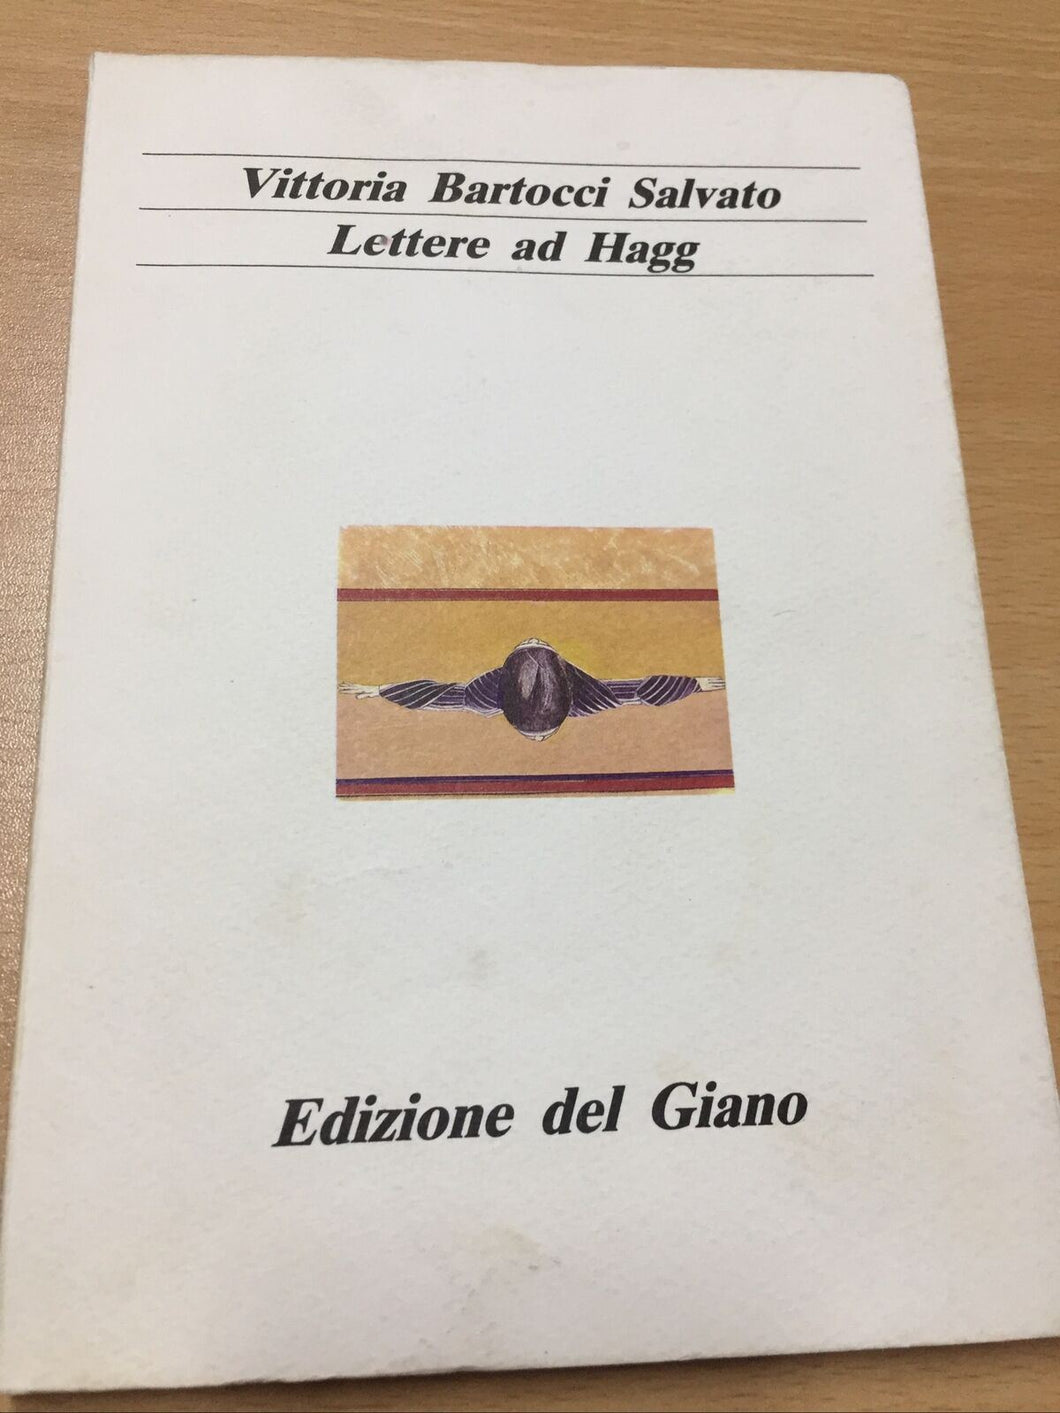 Vittoria Bartocci Salvato
Lettere ad Hagg
Edizione del Giano